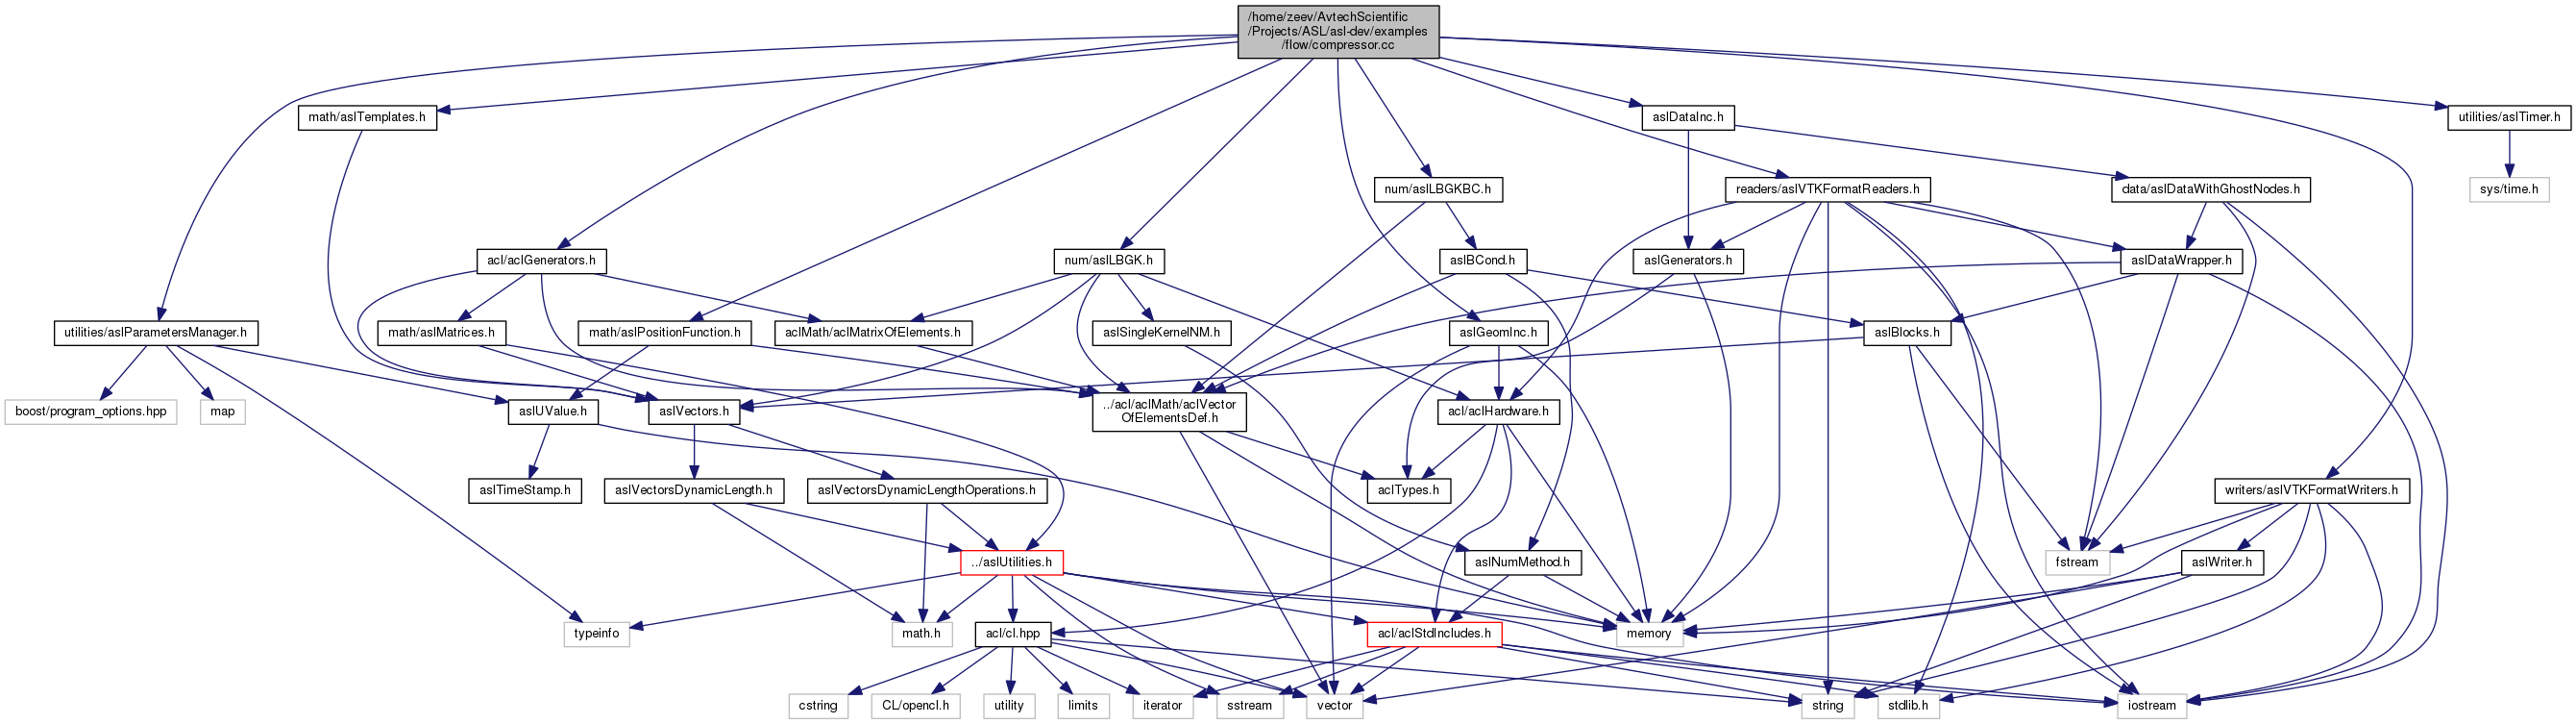 /home/zeev/AvtechScientific
/Projects/ASL/asl-dev/examples
/flow/compressor.cc
math/aslTemplates.h
aslDataInc.h
utilities/aslTimer.h
num/aslLBGKBC.h
readers/aslVTKFormatReaders.h
data/aslDataWithGhostNodes.h
sys/time.h
acl/aclGenerators.h
num/aslLBGK.h
aslBCond.h
aslGenerators.h
aslDataWrapper.h
utilities/aslParametersManager.h
math/aslMatrices.h
math/aslPositionFunction.h
aclMath/aclMatrixOfElements.h
aslSingleKernelNM.h
aslGeomInc.h
aslBlocks.h
boost/program_options.hpp
map
aslUValue.h
aslVectors.h
../acl/aclMath/aclVector
OfElementsDef.h
acl/aclHardware.h
aslTimeStamp.h
aslVectorsDynamicLength.h
aslVectorsDynamicLengthOperations.h
aclTypes.h
writers/aslVTKFormatWriters.h
../aslUtilities.h
aslNumMethod.h
fstream
aslWriter.h
typeinfo
math.h
acl/cl.hpp
acl/aclStdIncludes.h
memory
cstring
CL/opencl.h
utility
limits
iterator
sstream
vector
string
stdlib.h
iostream